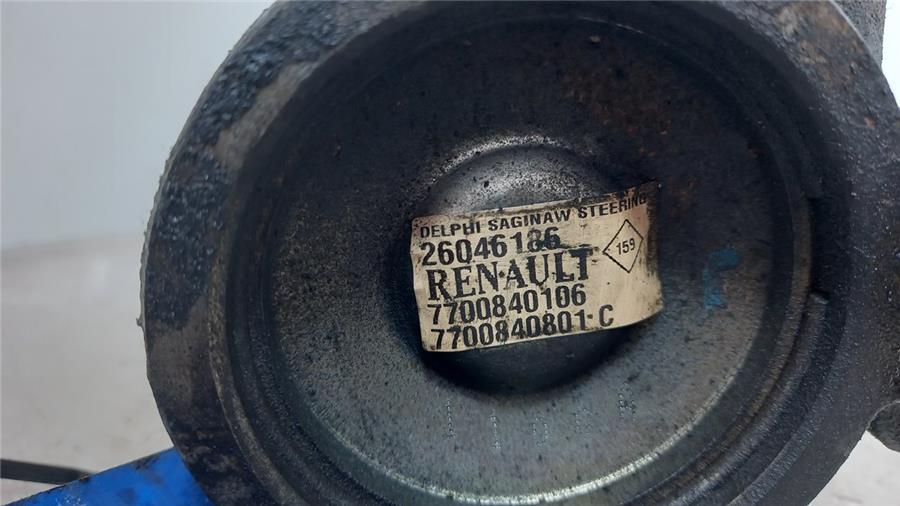 DELPHI SAGINAW STEERING
26046186
159
RENAULT
7700840106
7700840801 C